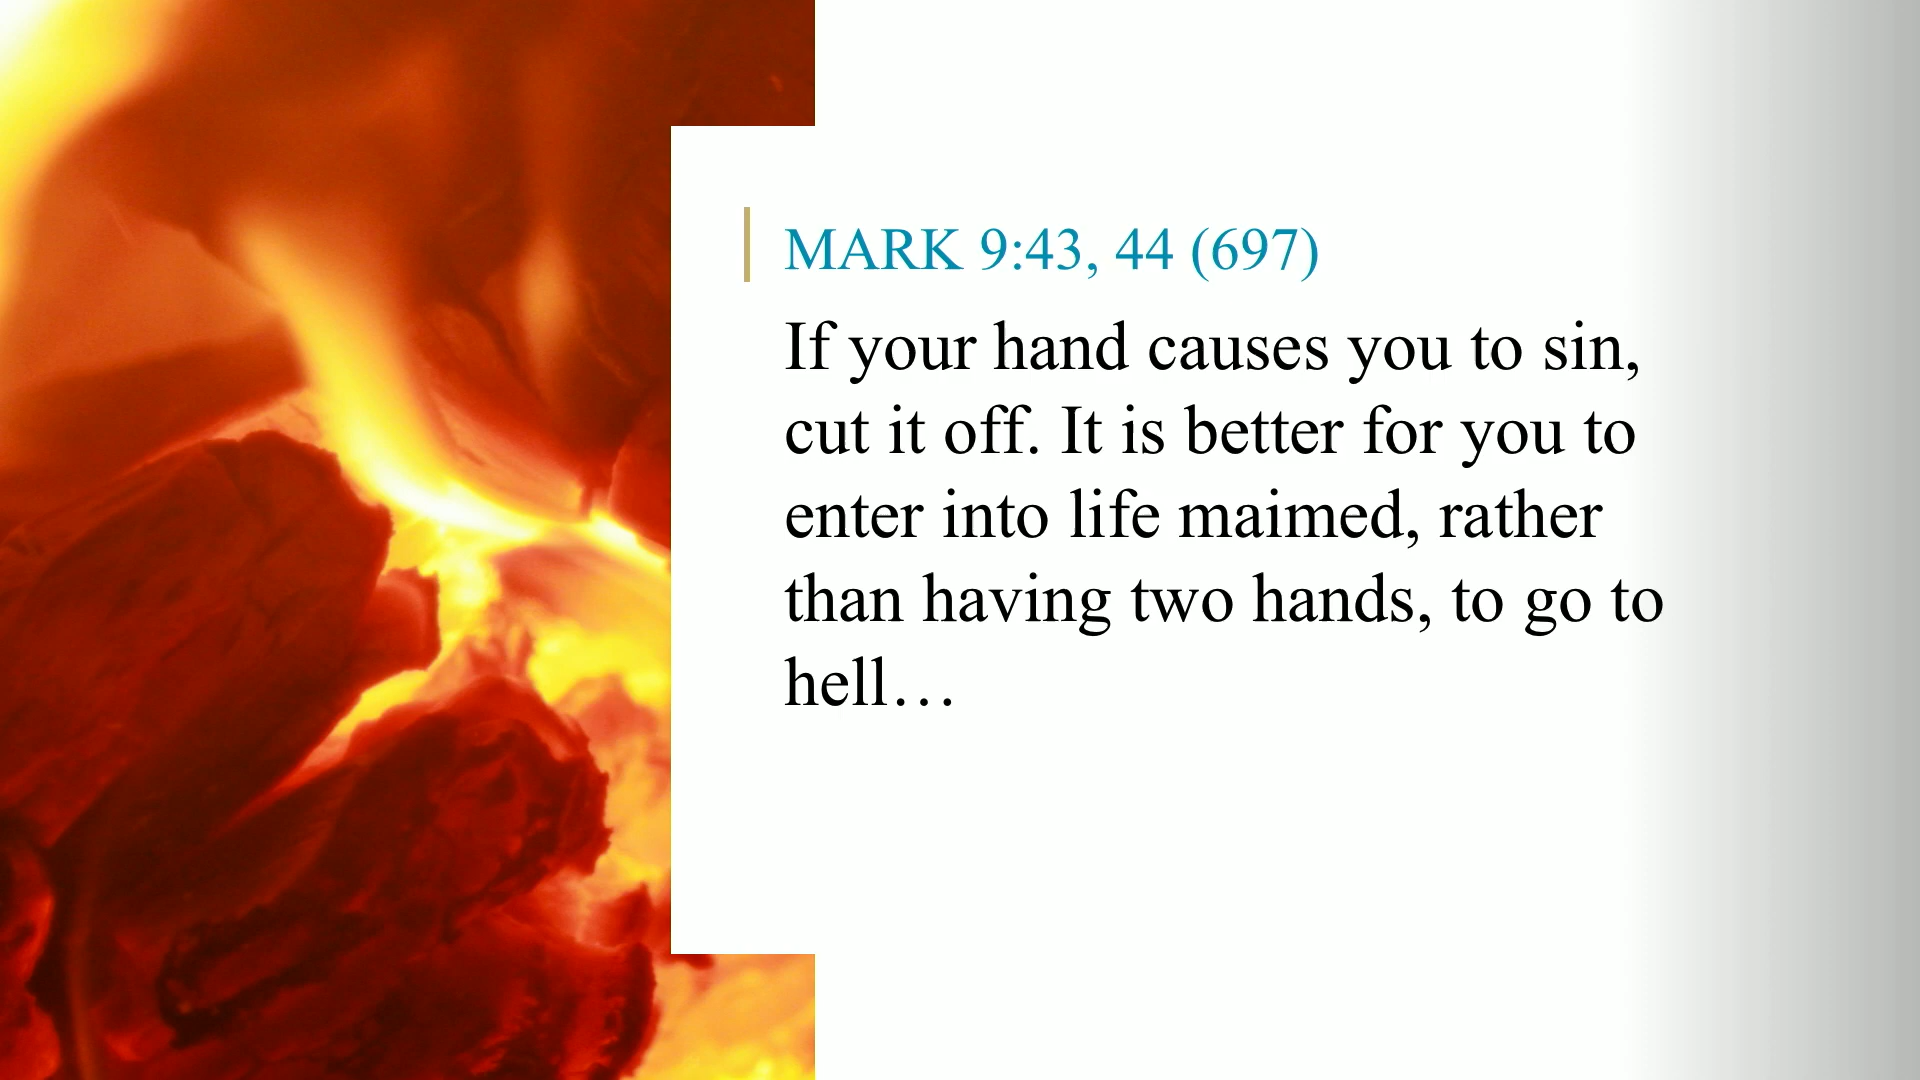 MARK 9:43, 44 (697)
If your hand causes you to sin,
cut it off. It is better for you to
enter into life maimed, rather
than having two hands, to go to
hell…